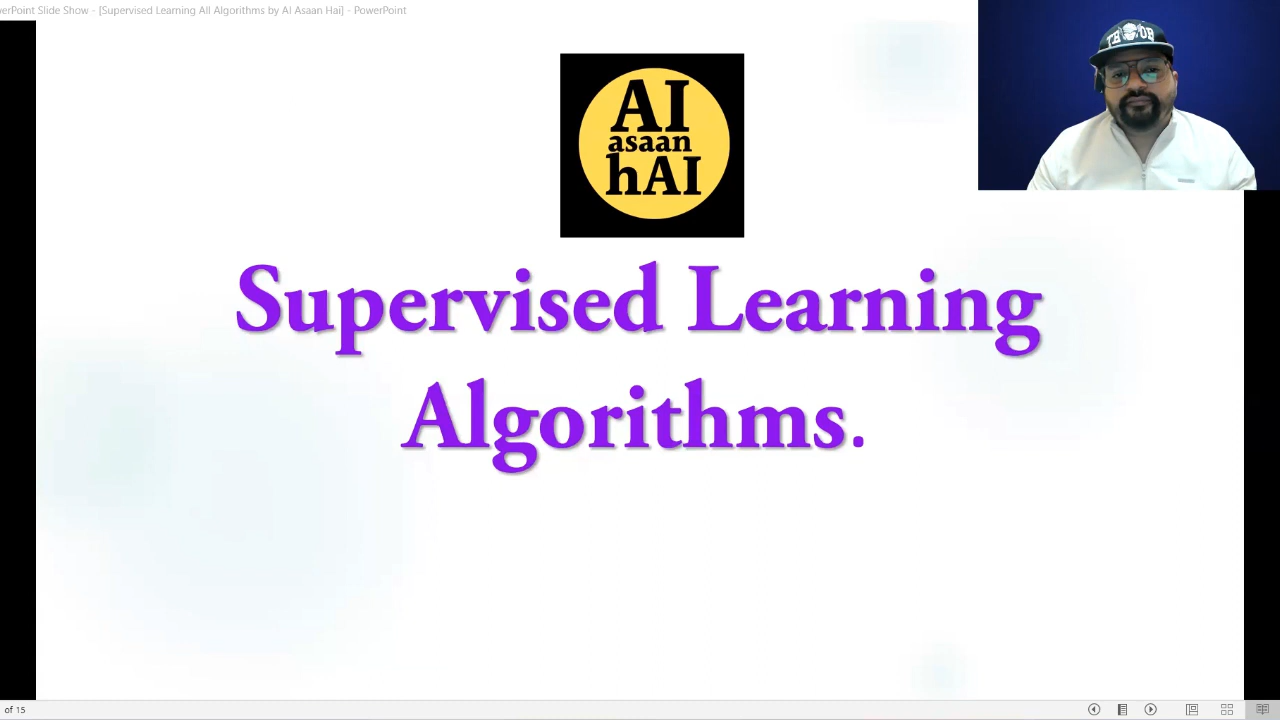 erPoint Slide Show - [Supervised Learning All Algorithms by AI Asaan Hai] - PowerPoint
AI
asaan
hAI
Supervised Learning
Algorithms.
of 15